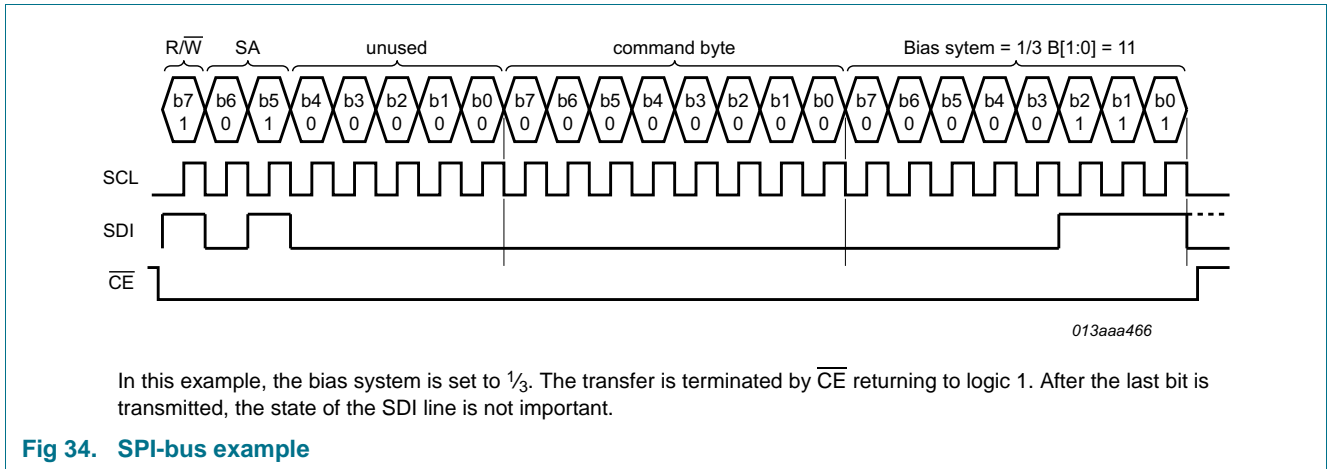 R/W SA unused command byte Bias sytem = 1/3 B[1:0] = 11
b7 b6 b5 b4 b3 b2 b1 b0 b7 b6 b5 b4 b3 b2 b1 b0 b7 b6 b5 b4 b3 b2 b1 b0
1 0 1 0 0 0 0 0 0 0 0 0 0 0 0 0 0 0 0 0 0 1 1 1
SCL
SDI
CE
013aaa466
In this example, the bias system is set to 1⁄3. The transfer is terminated by CE returning to logic 1. After the last bit is
transmitted, the state of the SDI line is not important.
Fig 34. SPI-bus example